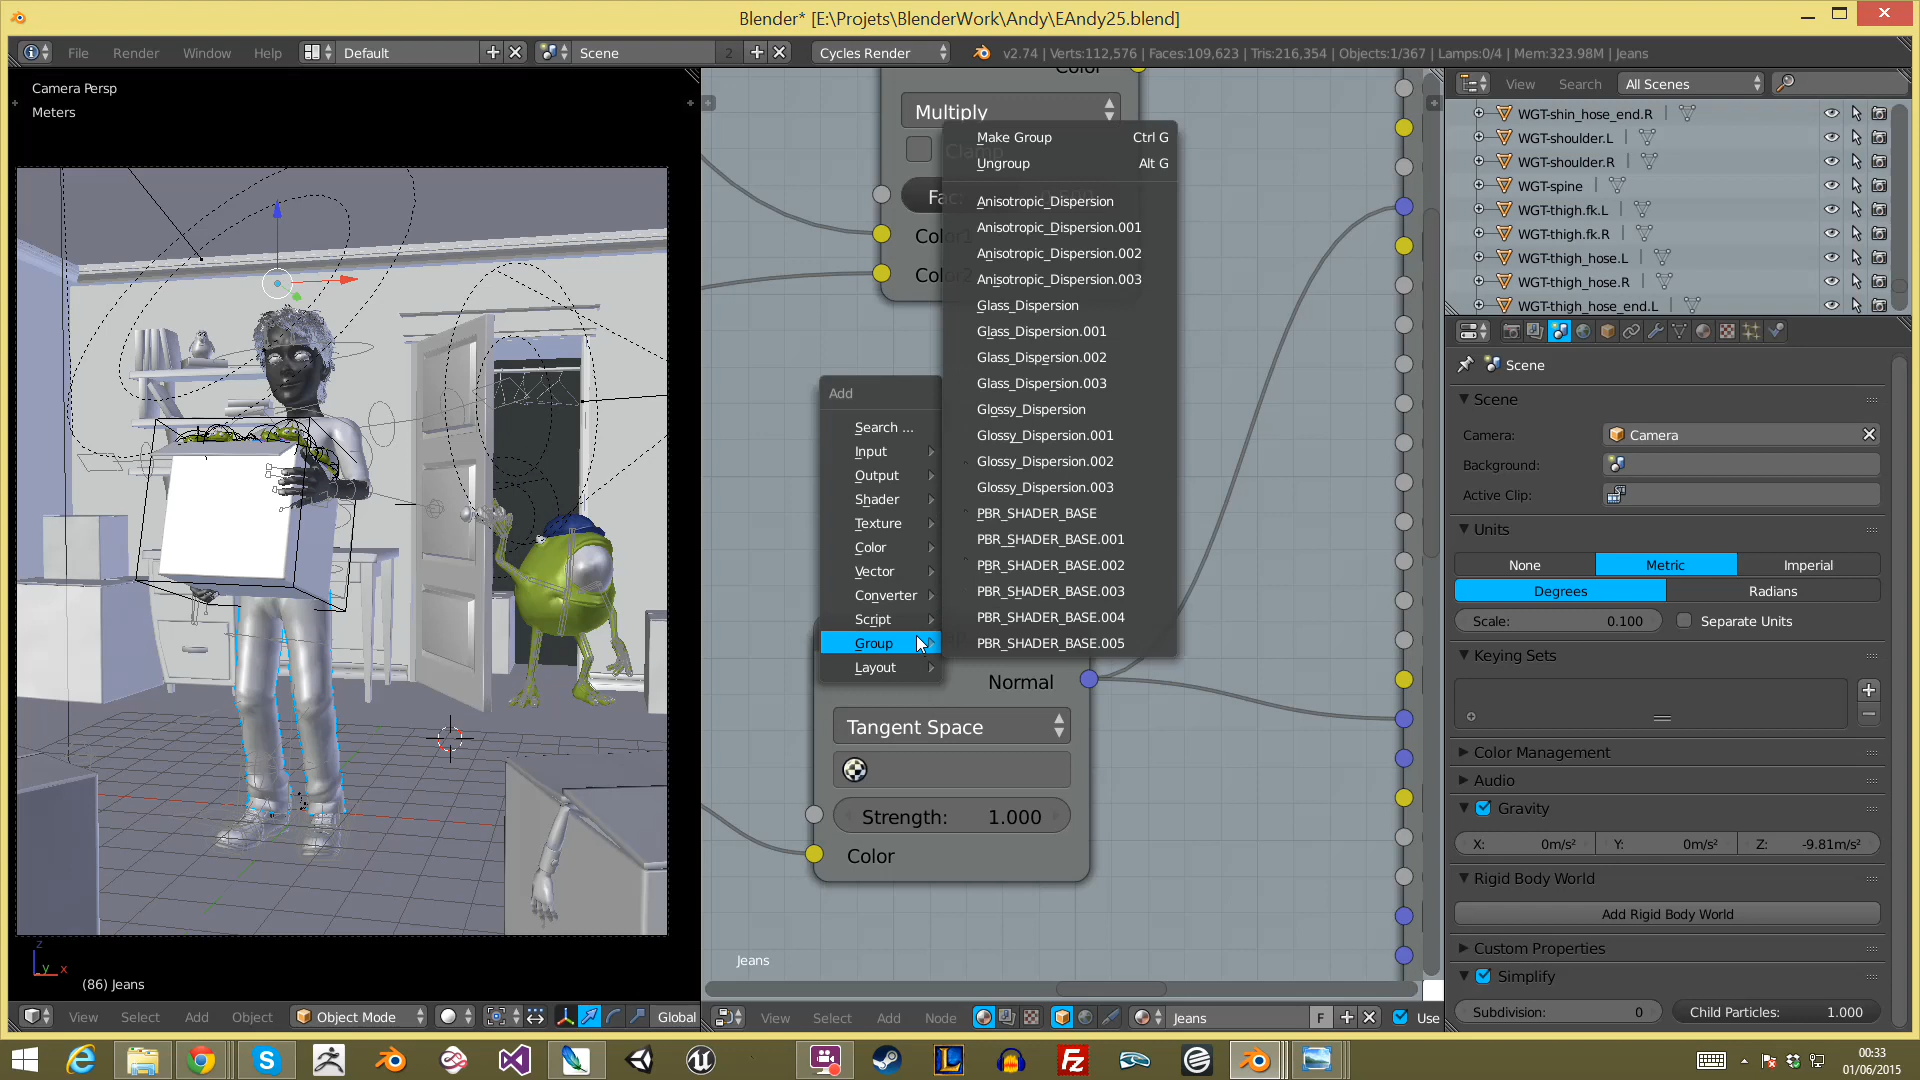 Blender* [E:\Projets\BlenderWork\Andy\EAndy25.blend]
File Render Window Help Default Scene 2 Cycles Render v2.74 | Verts:112,576 | Faces:109,623 | Tris:216,354 | Objects:1/367 | Lamps:0/4 | Mem:323.98M | Jeans
Camera Persp
Meters
(86) Jeans
View Select Add Object Object Mode Global
Color
Multiply
Clamp
Fac:
Color1
Color2
Make Group Ctrl G
Ungroup Alt G
Anisotropic_Dispersion
Anisotropic_Dispersion.001
Anisotropic_Dispersion.002
Anisotropic_Dispersion.003
Glass_Dispersion
Glass_Dispersion.001
Glass_Dispersion.002
Glass_Dispersion.003
Glossy_Dispersion
Glossy_Dispersion.001
Glossy_Dispersion.002
Glossy_Dispersion.003
PBR_SHADER_BASE
PBR_SHADER_BASE.001
PBR_SHADER_BASE.002
PBR_SHADER_BASE.003
PBR_SHADER_BASE.004
PBR_SHADER_BASE.005
Add
Search ...
Input
Output
Shader
Texture
Color
Vector
Converter
Script
Group
Layout
Normal
Tangent Space
Strength: 1.000
Color
Jeans
View Select Add Node Jeans F Use
View Search All Scenes
WGT-shin_hose_end.R
WGT-shoulder.L
WGT-shoulder.R
WGT-spine
WGT-thigh.fk.L
WGT-thigh.fk.R
WGT-thigh_hose.L
WGT-thigh_hose.R
WGT-thigh_hose_end.L
Scene
Scene
Camera: Camera
Background:
Active Clip:
Units
None Metric Imperial
Degrees Radians
Scale: 0.100 Separate Units
Keying Sets
Color Management
Audio
Gravity
X: 0m/s² Y: 0m/s² Z: -9.81m/s²
Rigid Body World
Add Rigid Body World
Custom Properties
Simplify
Subdivision: 0 Child Particles: 1.000
00:33
01/06/2015